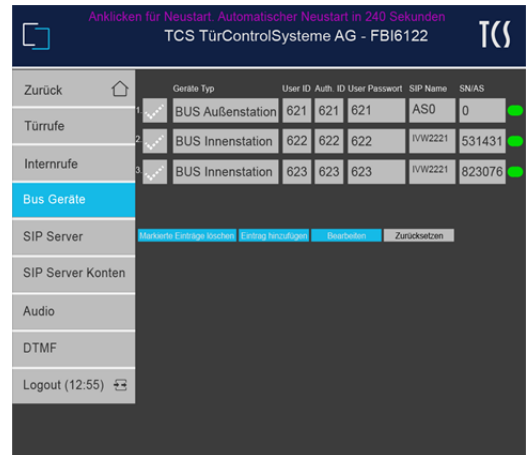 Anklicken für Neustart. Automatischer Neustart in 240 Sekunden
TCS TürControlSysteme AG - FBI6122
TCS
Zurück
Türrufe
Internrufe
Bus Geräte
SIP Server
SIP Server Konten
Audio
DTMF
Logout (12:55)
Geräte Typ User ID Auth. ID User Passwort SIP Name SN/AS
1. BUS Außenstation 621 621 621 AS0 0
2. BUS Innenstation 622 622 622 IVW2221 531431
3. BUS Innenstation 623 623 623 IVW2221 823076
Markierte Einträge löschen Eintrag hinzufügen Bearbeiten Zurücksetzen